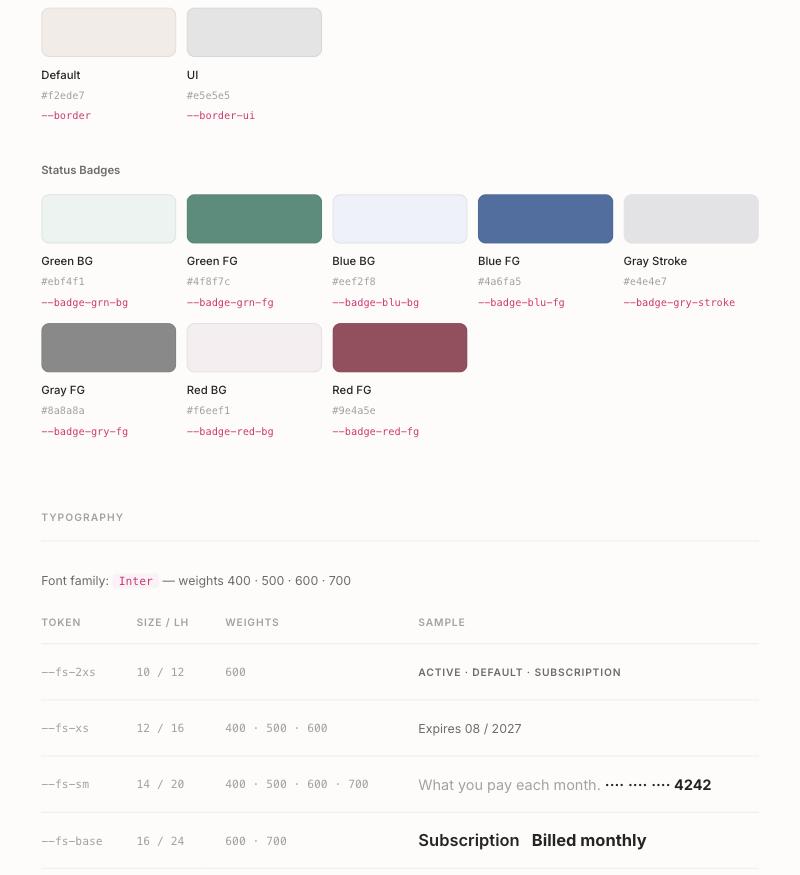 Default UI
#f2ede7 #e5e5e5
--border --border-ui
Status Badges
Green BG Green FG Blue BG Blue FG Gray Stroke
#ebf4f1 #4f8f7c #eef2f8 #4a6fa5 #e4e4e7
--badge-grn-bg --badge-grn-fg --badge-blu-bg --badge-blu-fg --badge-gry-stroke
Gray FG Red BG Red FG
#8a8a8a #f6eef1 #9e4a5e
--badge-gry-fg --badge-red-bg --badge-red-fg
TYPOGRAPHY
Font family: Inter — weights 400 · 500 · 600 · 700
TOKEN SIZE / LH WEIGHTS SAMPLE
--fs-2xs 10 / 12 600 ACTIVE · DEFAULT · SUBSCRIPTION
--fs-xs 12 / 16 400 · 500 · 600 Expires 08 / 2027
--fs-sm 14 / 20 400 · 500 · 600 · 700 What you pay each month. ···· ···· ···· 4242
--fs-base 16 / 24 600 · 700 Subscription Billed monthly